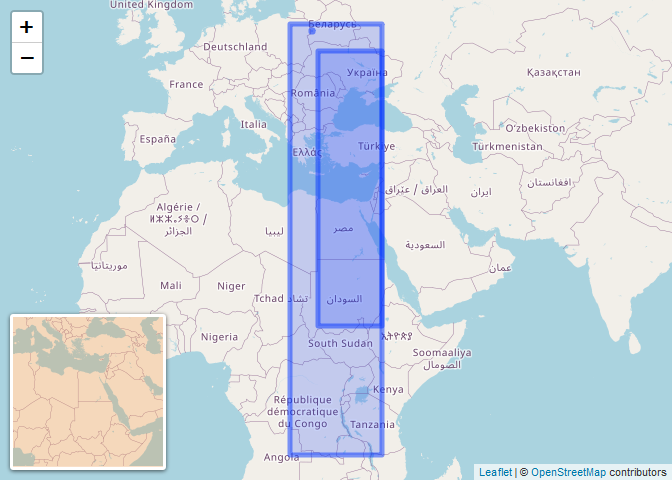 United Kingdom
+
−
Беларусь
Deutschland
Україна
Қазақстан
France
România
Italia
O‘zbekiston
España
Ελλάς
Türkiye
Türkmenistan
العراق / عێراق
ایران
افغانستان
Algérie /
ⵍⵣⵣⴰⵢⴻⵔ /
الجزائر
ليبيا
مصر
السعودية
موريتانيا
عمان
Mali
Niger
Tchad تشاد
السودان
Nigeria
South Sudan
Soomaaliya
الصومال
Kenya
République
démocratique
du Congo
Tanzania
Angola
Leaflet | © OpenStreetMap contributors